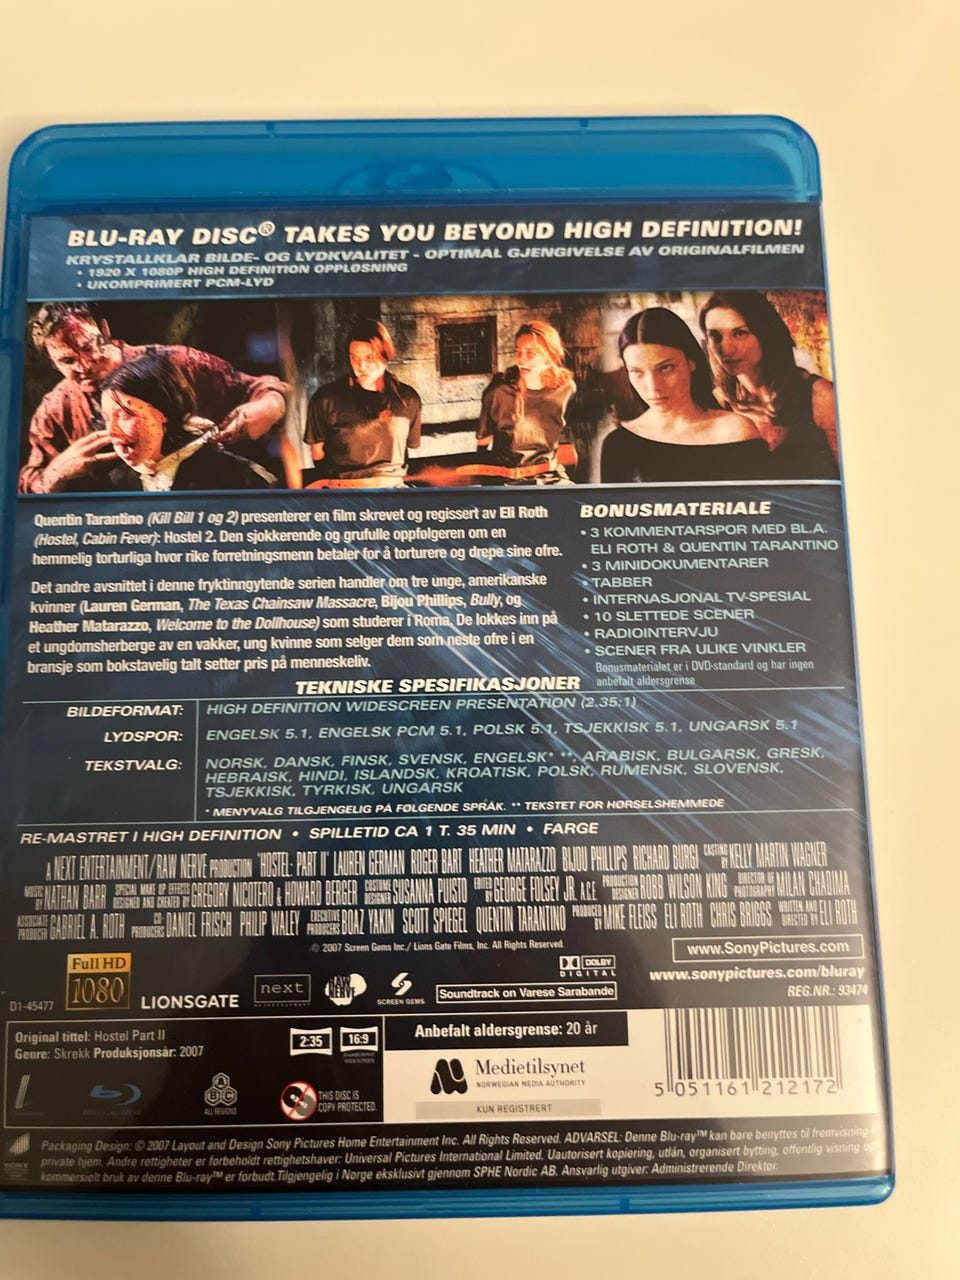 BLU-RAY DISC® TAKES YOU BEYOND HIGH DEFINITION!
KRYSTALLKLAR BILDE- OG LYDKVALITET - OPTIMAL GJENGIVELSE AV ORIGINALFILMEN
• 1920 X 1080P HIGH DEFINITION OPPLØSNING
• UKOMPRIMERT PCM-LYD
Quentin Tarantino (Kill Bill 1 og 2) presenterer en film skrevet og regissert av Eli Roth
(Hostel, Cabin Fever): Hostel 2. Den sjokkerende og grufulle oppfølgeren om en
hemmelig torturliga hvor rike forretningsmenn betaler for å torturere og drepe sine ofre.
Det andre avsnittet i denne fryktinngytende serien handler om tre unge, amerikanske
kvinner (Lauren German, The Texas Chainsaw Massacre, Bijou Phillips, Bully, og
Heather Matarazzo, Welcome to the Dollhouse) som studerer i Roma. De lokkes inn på
et ungdomsherberge av en vakker, ung kvinne som selger dem som neste ofre i en
bransje som bokstavelig talt setter pris på menneskeliv.
BONUSMATERIALE
• 3 KOMMENTARSPOR MED BL.A.
ELI ROTH & QUENTIN TARANTINO
• 3 MINIDOKUMENTARER
• TABBER
• INTERNASJONAL TV-SPESIAL
• 10 SLETTEDE SCENER
• RADIOINTERVJU
• SCENER FRA ULIKE VINKLER
Bonusmaterialet er i DVD-standard og har ingen
anbefalt aldersgrense
TEKNISKE SPESIFIKASJONER
BILDEFORMAT: HIGH DEFINITION WIDESCREEN PRESENTATION (2.35:1)
LYDSPOR: ENGELSK 5.1, ENGELSK PCM 5.1, POLSK 5.1, TSJEKKISK 5.1, UNGARSK 5.1
TEKSTVALG: NORSK, DANSK, FINSK, SVENSK, ENGELSK* **, ARABISK, BULGARSK, GRESK,
HEBRAISK, HINDI, ISLANDSK, KROATISK, POLSK, RUMENSK, SLOVENSK,
TSJEKKISK, TYRKISK, UNGARSK
* MENYVALG TILGJENGELIG PÅ FØLGENDE SPRÅK. ** TEKSTET FOR HØRSELSHEMMEDE
RE-MASTRET I HIGH DEFINITION • SPILLETID CA 1 T. 35 MIN • FARGE
A NEXT ENTERTAINMENT/RAW NERVE PRODUCTION "HOSTEL: PART II" LAUREN GERMAN ROGER BART HEATHER MATARAZZO BIJOU PHILLIPS RICHARD BURGI CASTING BY KELLY MARTIN WAGNER
MUSIC BY NATHAN BARR SPECIAL MAKE UP EFFECTS DESIGNED AND CREATED BY GREGORY NICOTERO & HOWARD BERGER COSTUME DESIGNER SUSANNA PUISTO EDITED BY GEORGE FOLSEY JR. A.C.E. PRODUCTION DESIGNER ROBB WILSON KING DIRECTOR OF PHOTOGRAPHY MILAN CHADIMA
ASSOCIATE PRODUCER GABRIEL A. ROTH CO-PRODUCERS DANIEL FRISCH PHILIP WALEY EXECUTIVE PRODUCERS BOAZ YAKIN SCOTT SPIEGEL QUENTIN TARANTINO PRODUCED BY MIKE FLEISS ELI ROTH CHRIS BRIGGS WRITTEN AND DIRECTED BY ELI ROTH
© 2007 Screen Gems Inc./ Lions Gate Films, Inc. All Rights Reserved.
www.SonyPictures.com
www.sonypictures.com/bluray
REG.NR.: 93474
Full HD
1080
D1-45477
LIONSGATE
next
ENTERTAINMENT
RAW NERVE
SCREEN GEMS
DOLBY
DIGITAL
Soundtrack on Varese Sarabande
Original tittel: Hostel Part II
Genre: Skrekk Produksjonsår: 2007
2:35
16:9
Blu-ray Disc
ABC
ALL REGIONS
THIS DISC IS
COPY PROTECTED
Anbefalt aldersgrense: 20 år
Medietilsynet
NORWEGIAN MEDIA AUTHORITY
KUN REGISTRERT
5 051161 212172
SONY
Packaging Design: © 2007 Layout and Design Sony Pictures Home Entertainment Inc. All Rights Reserved. ADVARSEL: Denne Blu-ray™ kan bare benyttes til fremvisning
private hjem. Andre rettigheter er forbeholdt rettighetshaver: Universal Pictures International Limited. Uautorisert kopiering, utlån, organisert bytting, offendlig visning og
kommersielt bruk av denne Blu-ray™ er forbudt. Tilgjengelig i Norge eksklusivt gjennom SPHE Nordic AB. Ansvarlig utgiver: Administrerende Direktør.